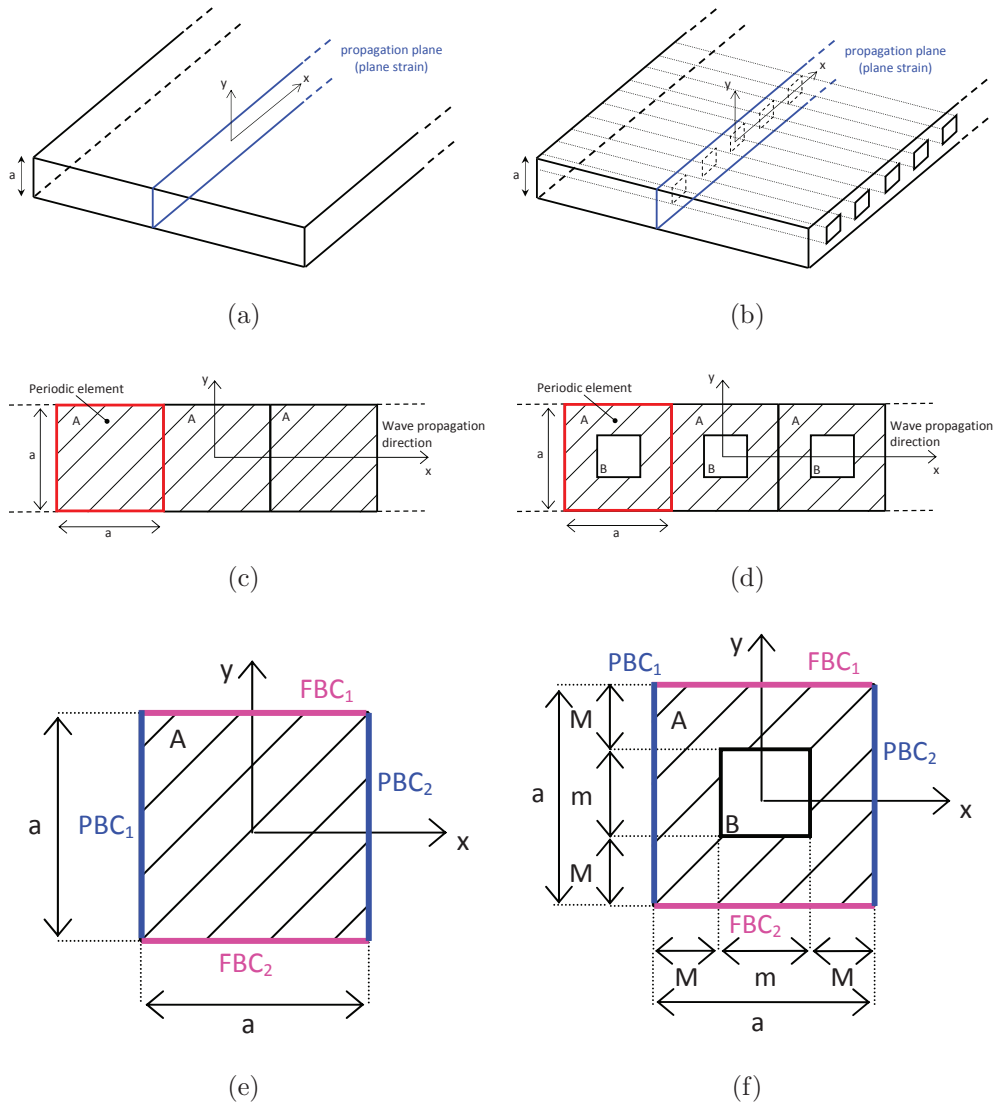 propagation plane
(plane strain)
y
x
a
(a)
propagation plane
(plane strain)
y
x
a
(b)
Periodic element
y
A
A
A
a
Wave propagation
direction
x
a
(c)
Periodic element
y
A
A
A
a
B
B
B
Wave propagation
direction
x
a
(d)
y
FBC₁
A
a
PBC₁
PBC₂
x
FBC₂
a
(e)
y
PBC₁
FBC₁
M
A
PBC₂
a
m
x
B
M
FBC₂
M
m
M
a
(f)